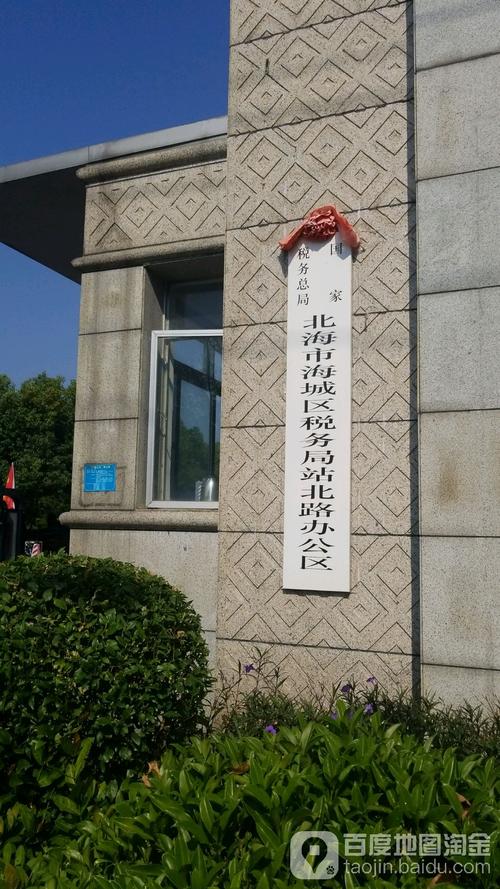 国家
税务总局
北海市海城区税务局站北路办公区
百度地图淘金
taojin.baidu.com